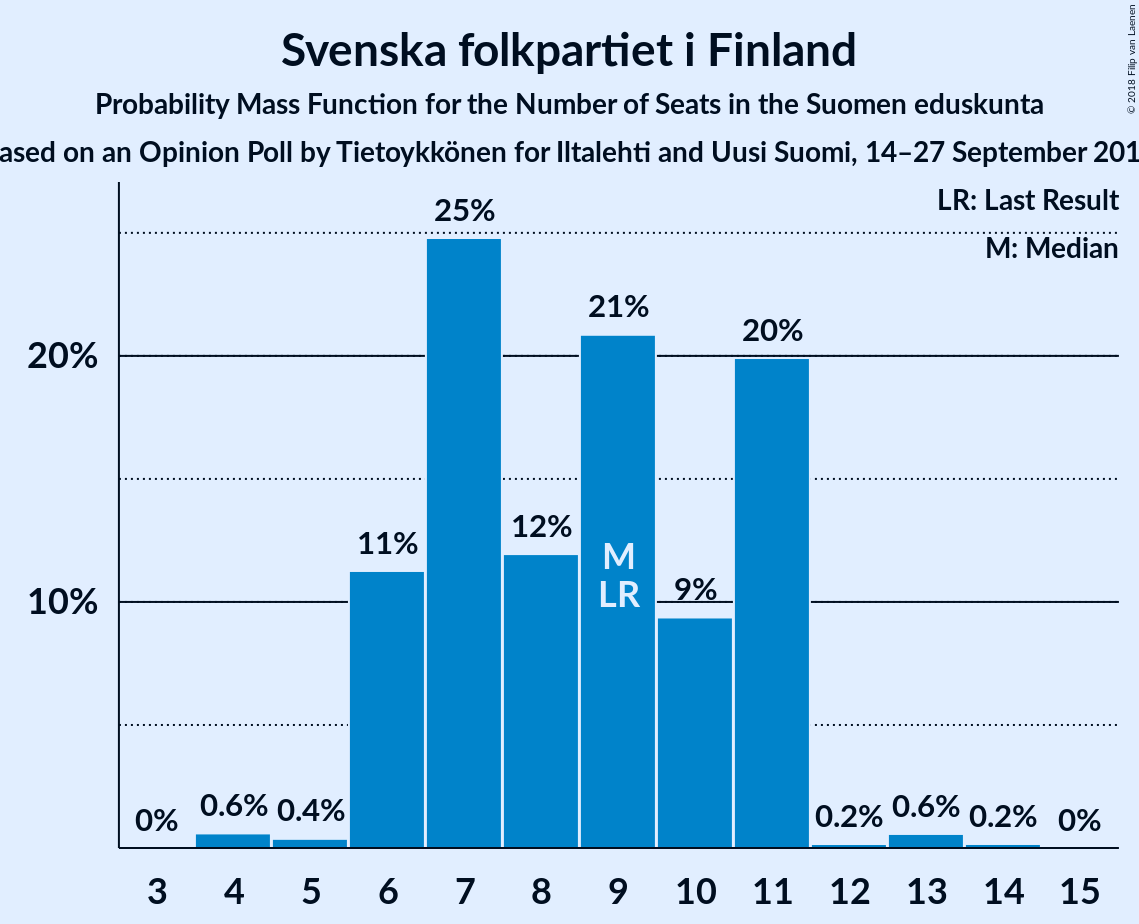 Svenska folkpartiet i Finland
Probability Mass Function for the Number of Seats in the Suomen eduskunta
ased on an Opinion Poll by Tietoykkönen for Iltalehti and Uusi Suomi, 14–27 September 201
© 2018 Filip van Laenen
LR: Last Result
M: Median
25%
21%
20%
20%
12%
11%
M
LR
10%
9%
0%
0.6%
0.4%
0.2%
0.6%
0.2%
0%
3 4 5 6 7 8 9 10 11 12 13 14 15